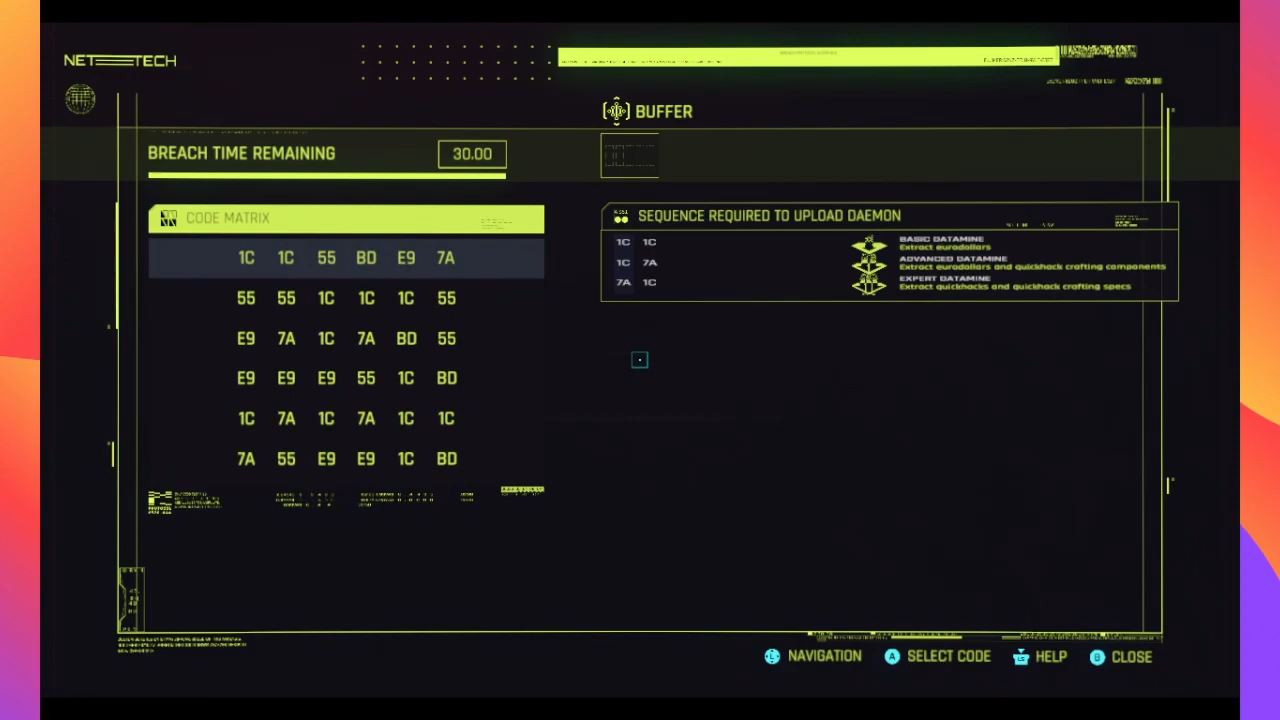 NET TECH
BUFFER
BREACH TIME REMAINING 30.00
CODE MATRIX
1C 1C 55 BD E9 7A
55 55 1C 1C 1C 55
E9 7A 1C 7A BD 55
E9 E9 E9 55 1C BD
1C 7A 1C 7A 1C 1C
7A 55 E9 E9 1C BD
SEQUENCE REQUIRED TO UPLOAD DAEMON
1C 1C BASIC DATAMINE
Extract eurodollars
1C 7A ADVANCED DATAMINE
Extract eurodollars and quickhack crafting components
7A 1C EXPERT DATAMINE
Extract quickhacks and quickhack crafting specs
L NAVIGATION A SELECT CODE LS HELP B CLOSE